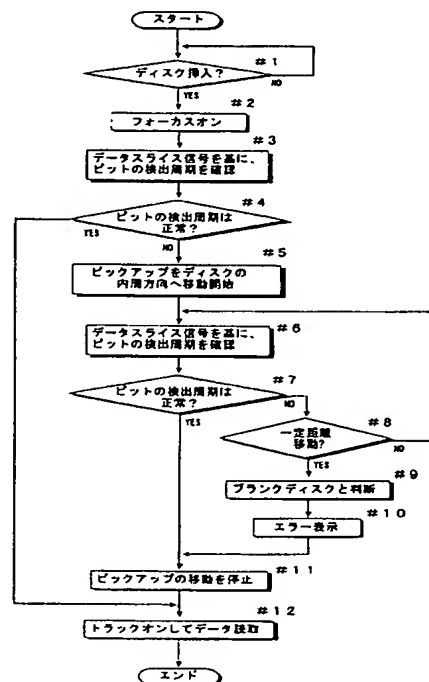 スタート
#1
ディスク挿入?
NO
YES
#2
フォーカスオン
#3
データスライス信号を基に、
ピットの検出周期を確認
#4
ピットの検出周期は
正常?
YES
NO
#5
ピックアップをディスクの
内周方向へ移動開始
#6
データスライス信号を基に、
ピットの検出周期を確認
#7
ピットの検出周期は
正常?
NO
YES
#8
一定距離
移動?
NO
YES
#9
ブランクディスクと判断
#10
エラー表示
#11
ピックアップの移動を停止
#12
トラックオンしてデータ読取
エンド